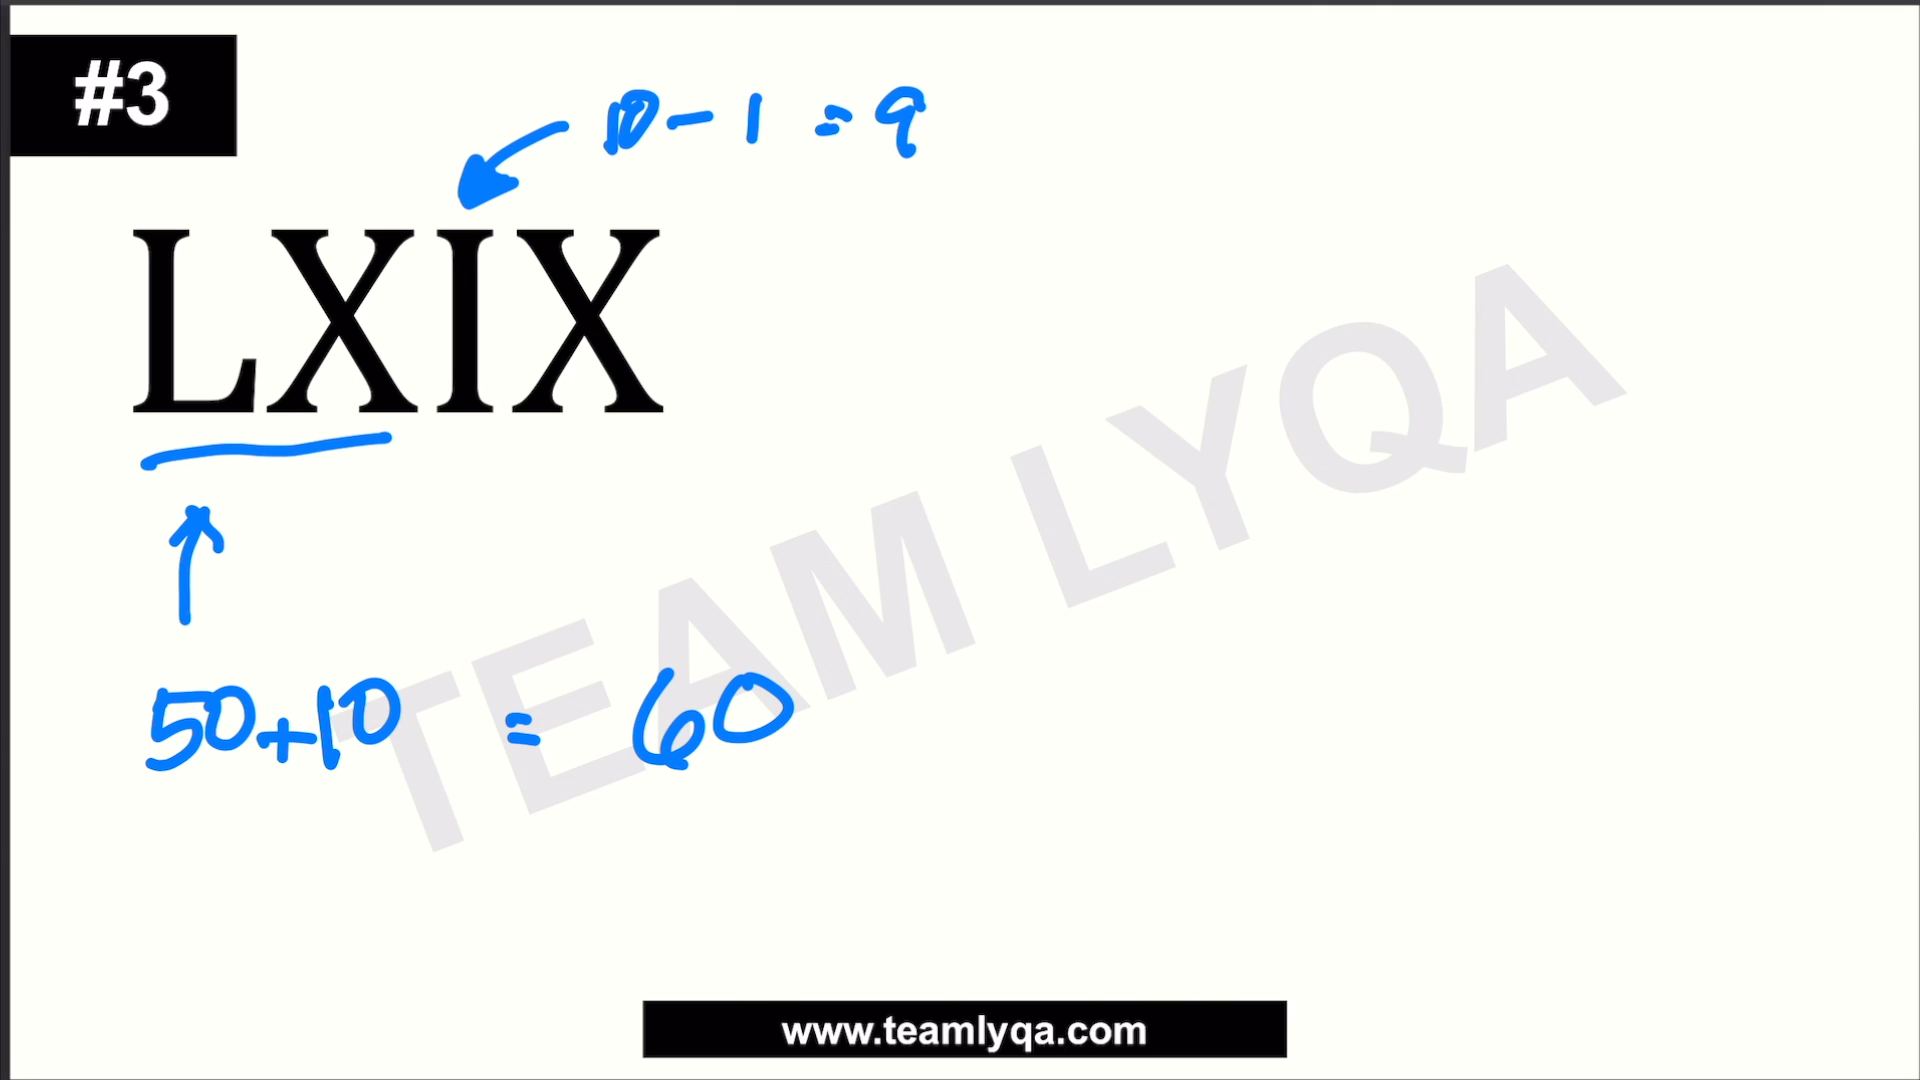 #3
10 - 1 = 9
LXIX
50+10 = 60
TEAM LYQA
www.teamlyqa.com